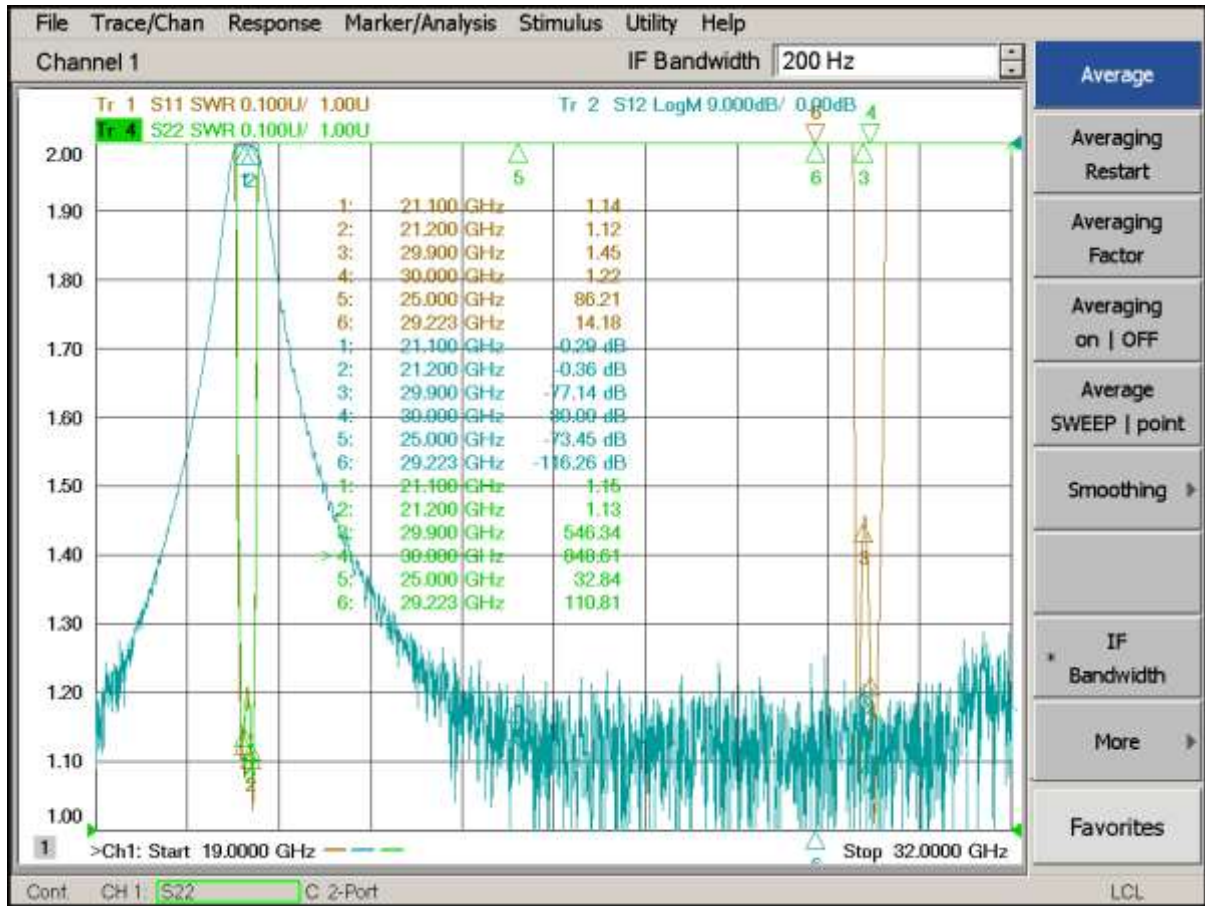 File Trace/Chan Response Marker/Analysis Stimulus Utility Help
Channel 1 IF Bandwidth 200 Hz
Average
Averaging
Restart
Averaging
Factor
Averaging
on | OFF
Average
SWEEP | point
Smoothing
IF
* Bandwidth
More
Favorites
Tr 1 S11 SWR 0.100U/ 1.00U Tr 2 S12 LogM 9.000dB/ 0.00dB
Tr 4 S22 SWR 0.100U/ 1.00U
6 4
2.00
1 2 5 6 3
1.90
1.80
1.70
1.60
1.50
1.40
1.30
1.20
1.10
1.00
1: 21.100 GHz 1.14
2: 21.200 GHz 1.12
3: 29.900 GHz 1.45
4: 30.000 GHz 1.22
5: 25.000 GHz 86.21
6: 29.223 GHz 14.18
1: 21.100 GHz -0.29 dB
2: 21.200 GHz -0.36 dB
3: 29.900 GHz -77.14 dB
4: 30.000 GHz -80.00 dB
5: 25.000 GHz -73.45 dB
6: 29.223 GHz -116.26 dB
1: 21.100 GHz 1.15
2: 21.200 GHz 1.13
3: 29.900 GHz 546.34
> 4: 30.000 GHz 848.61
5: 25.000 GHz 32.84
6: 29.223 GHz 110.81
3
2
1 >Ch1: Start 19.0000 GHz Stop 32.0000 GHz
Cont. CH 1: S22 C 2-Port LCL